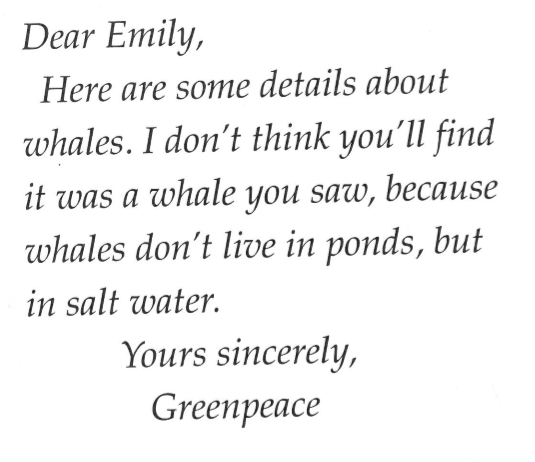 Dear Emily,
Here are some details about
whales. I don't think you'll find
it was a whale you saw, because
whales don't live in ponds, but
in salt water.
Yours sincerely,
Greenpeace